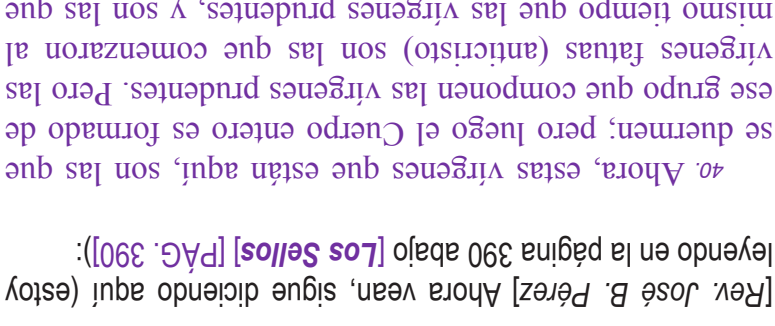 [Rev. José B. Pérez] Ahora vean, sigue diciendo aquí (estoy
leyendo en la página 390 abajo [Los Sellos] [PÁG. 390]):
40. Ahora, estas vírgenes que están aquí, son las que
se duermen; pero luego el Cuerpo entero es formado de
ese grupo que componen las vírgenes prudentes. Pero las
vírgenes fatuas (anticristo) son las que comenzaron al
mismo tiempo que las vírgenes prudentes, y son las que